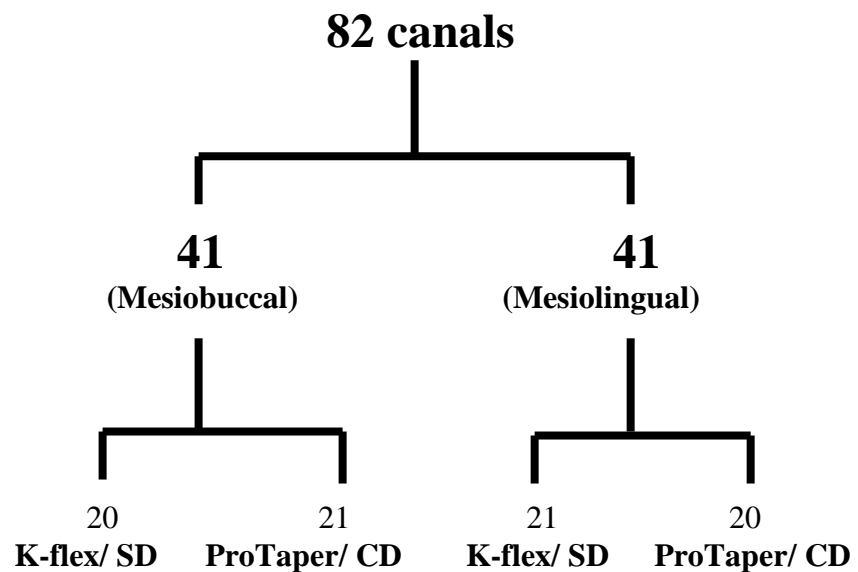 82 canals
41 41
(Mesiobuccal) (Mesiolingual)
20 21 21 20
K-flex/ SD ProTaper/ CD K-flex/ SD ProTaper/ CD